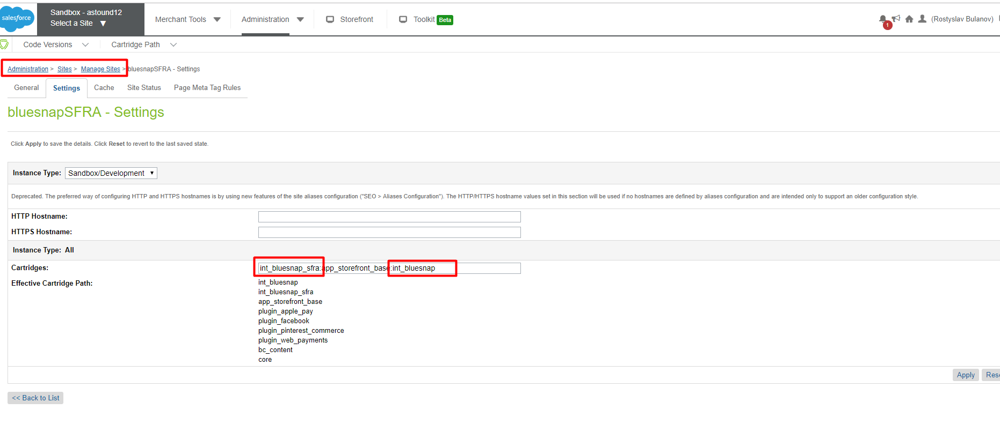 salesforce
Sandbox - astound12
Select a Site ▼
Merchant Tools
Administration
Storefront
Toolkit Beta
1
(Rostyslav Bulanov)
Code Versions
Cartridge Path
Administration > Sites > Manage Sites > bluesnapSFRA - Settings
General
Settings
Cache
Site Status
Page Meta Tag Rules
bluesnapSFRA - Settings
Click Apply to save the details. Click Reset to revert to the last saved state.
Instance Type: Sandbox/Development
Deprecated. The preferred way of configuring HTTP and HTTPS hostnames is by using new features of the site aliases configuration ("SEO > Aliases Configuration"). The HTTP/HTTPS hostname values set in this section will be used if no hostnames are defined by aliases configuration and are intended only to support an older configuration style.
HTTP Hostname:
HTTPS Hostname:
Instance Type: All
Cartridges: int_bluesnap_sfra:app_storefront_base:int_bluesnap
Effective Cartridge Path: int_bluesnap
int_bluesnap_sfra
app_storefront_base
plugin_apple_pay
plugin_facebook
plugin_pinterest_commerce
plugin_web_payments
bc_content
core
Apply
Rese
<< Back to List